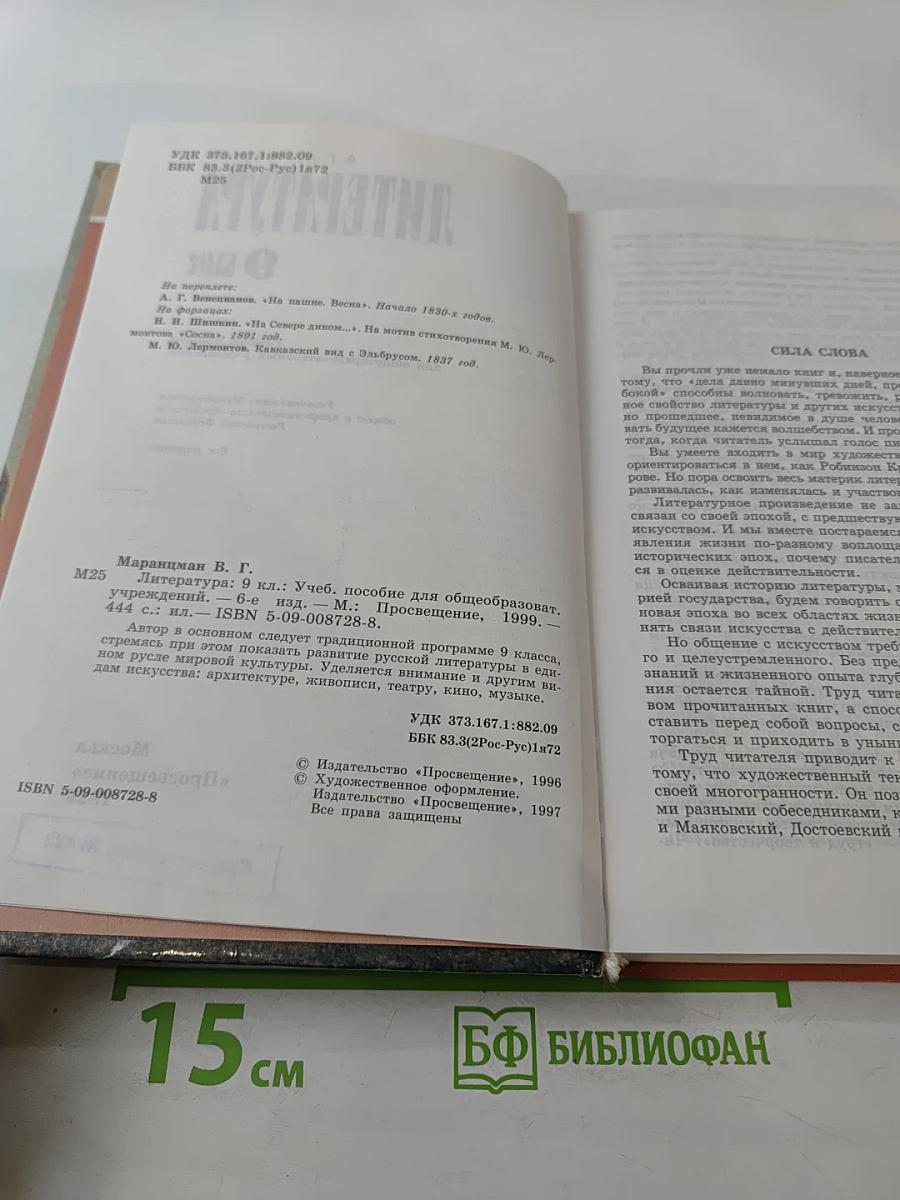 УДК 373.167.1:882.09
ББК 83.3(2Рос-Рус)1я72
М25
На переплете:
А. Г. Венецианов. «На пашне. Весна». Начало 1830-х годов.
На форзацах:
И. И. Шишкин. «На Севере диком...». На мотив стихотворения М. Ю. Лер-
монтова «Сосна». 1891 год.
М. Ю. Лермонтов. Кавказский вид с Эльбрусом. 1837 год.
Маранцман В. Г.
М25 Литература: 9 кл.: Учеб. пособие для общеобразоват.
учреждений. — 6-е изд. — М.: Просвещение, 1999. —
444 с.: ил.— ISBN 5-09-008728-8.
Автор в основном следует традиционной программе 9 класса,
стремясь при этом показать развитие русской литературы в еди-
ном русле мировой культуры. Уделяется внимание и другим ви-
дам искусства: архитектуре, живописи, театру, кино, музыке.
УДК 373.167.1:882.09
ББК 83.3(2Рос-Рус)1я72
ISBN 5-09-008728-8
© Издательство «Просвещение», 1996
© Художественное оформление.
Издательство «Просвещение», 1997
Все права защищены
СИЛА СЛОВА
Вы прочли уже немало книг и, наверное
тому, что «дела давно минувших дней, пре
бокой» способны волновать, тревожить, р
ное свойство литературы и других искусст
но прошедшее, невидимое в душе челове
вать будущее кажется волшебством. И про
тогда, когда читатель услышал голос пи
Вы умеете входить в мир художеств
ориентироваться в нем, как Робинзон Кр
рове. Но пора освоить весь материк литер
развивалась, как изменялась и участвов
Литературное произведение не за
связан со своей эпохой, с предшеству
искусством. И мы вместе постараемся
явления жизни по-разному воплоща
исторических эпох, почему писател
ся в оценке действительности.
Осваивая историю литературы, м
рией государства, будем говорить о
новая эпоха во всех областях жизн
нять связи искусства с действител
Но общение с искусством треб
го и целеустремленного. Без пред
знаний и жизненного опыта глуб
ния остается тайной. Труд чита
вом прочитанных книг, а спосо
ставить перед собой вопросы, с
торгаться и приходить в уныни
Труд читателя приводит к
тому, что художественный тек
своей многогранности. Он поз
ми разными собеседниками, к
и Маяковский, Достоевский
15 см
БФ БИБЛИОФАН